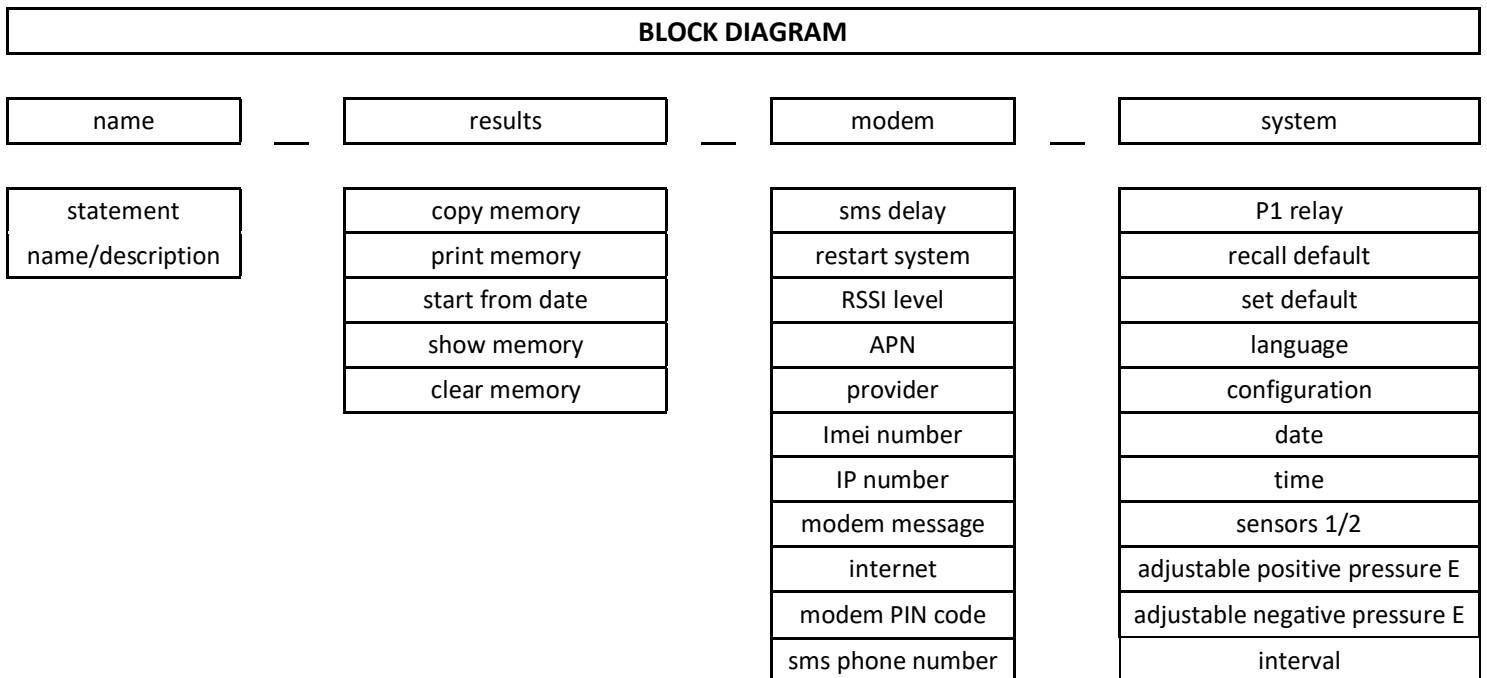 BLOCK DIAGRAM
name
results
modem
system
statement
name/description
copy memory
print memory
start from date
show memory
clear memory
sms delay
restart system
RSSI level
APN
provider
Imei number
IP number
modem message
internet
modem PIN code
sms phone number
P1 relay
recall default
set default
language
configuration
date
time
sensors 1/2
adjustable positive pressure E
adjustable negative pressure E
interval